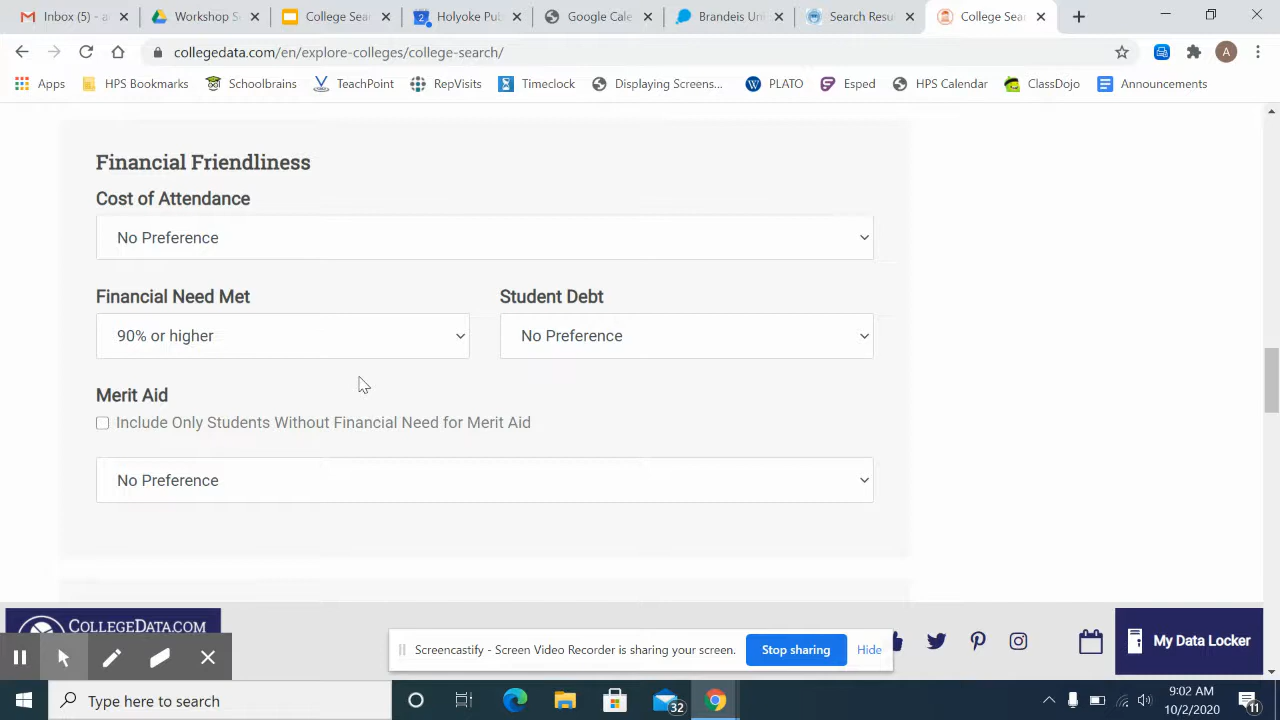 Inbox (5) - a
Workshop S
College Sear
Holyoke Pub
Google Cale
Brandeis Uni
Search Resu
College Sear
collegedata.com/en/explore-colleges/college-search/
A
Apps
HPS Bookmarks
Schoolbrains
TeachPoint
RepVisits
Timeclock
Displaying Screens...
PLATO
Esped
HPS Calendar
ClassDojo
Announcements
Financial Friendliness
Cost of Attendance
No Preference
Financial Need Met
Student Debt
90% or higher
No Preference
Merit Aid
Include Only Students Without Financial Need for Merit Aid
No Preference
COLLEGEDATA.COM
Screencastify - Screen Video Recorder is sharing your screen.
Stop sharing
Hide
My Data Locker
Type here to search
32
9:02 AM
10/2/2020
11